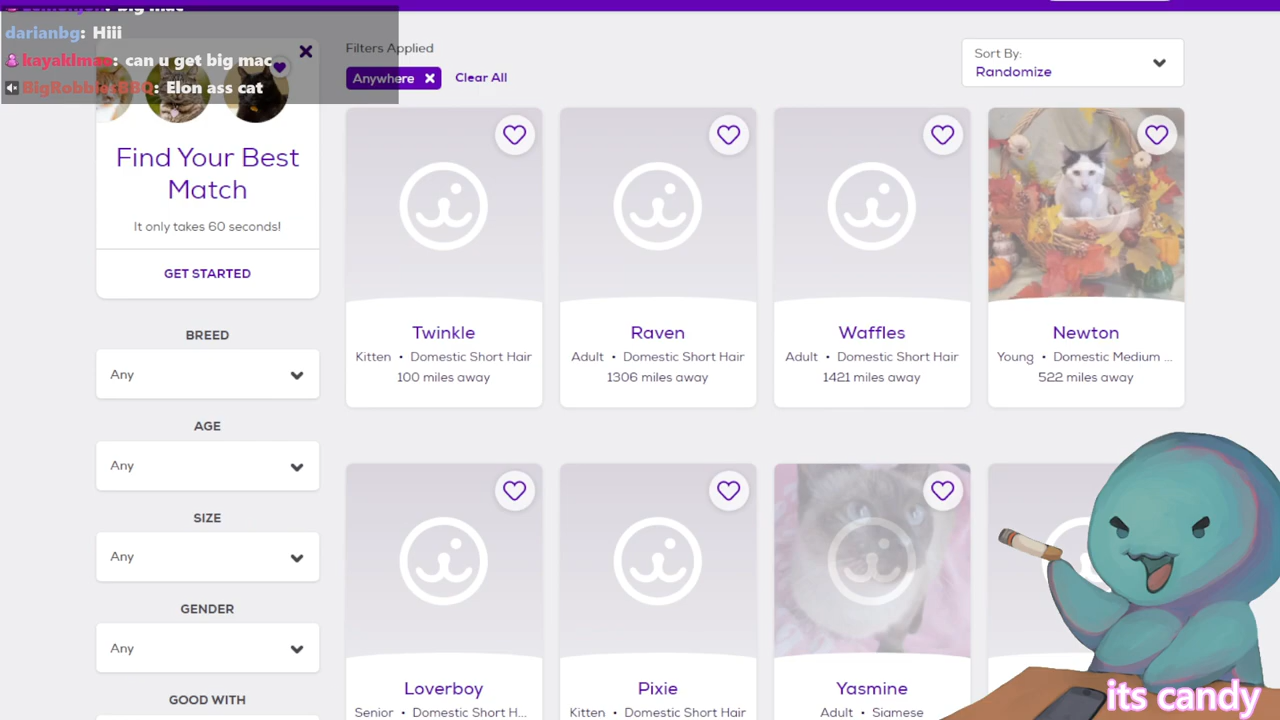 darianbg: Hiii
kayaklman: can u get big mac
BigRobbiesBBQ: Elon ass cat
Filters Applied
Anywhere ×
Clear All
Sort By:
Randomize
Find Your Best
Match
It only takes 60 seconds!
GET STARTED
BREED
Any
AGE
Any
SIZE
Any
GENDER
Any
GOOD WITH
Twinkle
Kitten • Domestic Short Hair
100 miles away
Raven
Adult • Domestic Short Hair
1306 miles away
Waffles
Adult • Domestic Short Hair
1421 miles away
Newton
Young • Domestic Medium ...
522 miles away
Loverboy
Senior • Domestic Short H...
Pixie
Kitten • Domestic Short Hair
Yasmine
Adult • Siamese
its candy